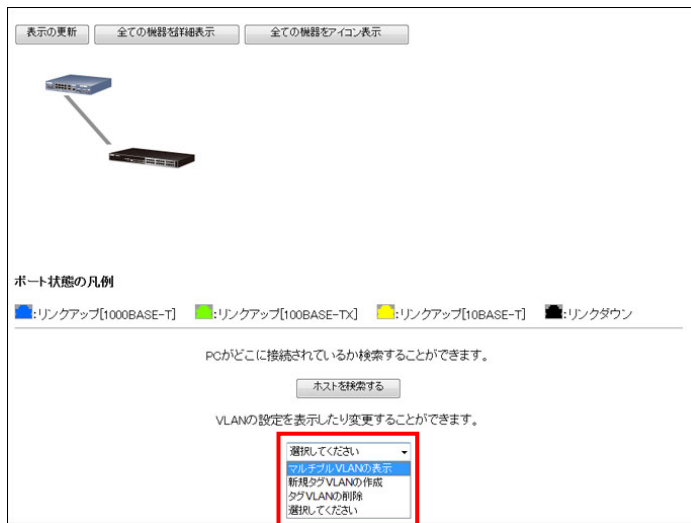 表示の更新 全ての機器を詳細表示 全ての機器をアイコン表示
ポート状態の凡例
:リンクアップ[1000BASE-T] :リンクアップ[100BASE-TX] :リンクアップ[10BASE-T] :リンクダウン
PCがどこに接続されているか検索することができます。
ホストを検索する
VLANの設定を表示したり変更することができます。
選択してください
マルチプルVLANの表示
新規タグVLANの作成
タグVLANの削除
選択してください